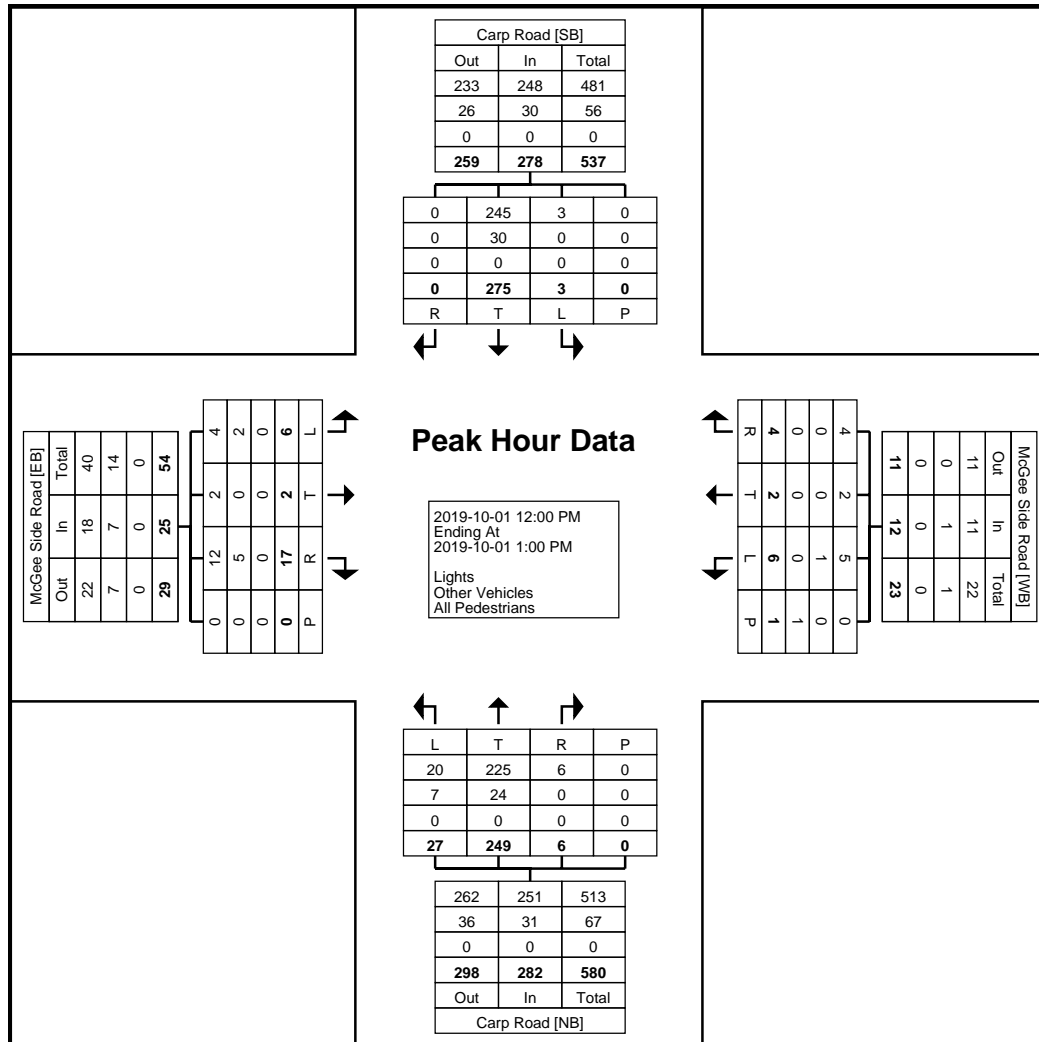 Carp Road [SB]
Out In Total
233 248 481
26 30 56
0 0 0
259 278 537
0 245 3 0
0 30 0 0
0 0 0 0
0 275 3 0
R T L P
McGee Side Road [EB]
Total 40 14 0 54
In 18 7 0 25
Out 22 7 0 29
4 2 0 6 L
2 0 0 2 T
12 5 0 17 R
0 0 0 0 P
Peak Hour Data
2019-10-01 12:00 PM
Ending At
2019-10-01 1:00 PM
Lights
Other Vehicles
All Pedestrians
R 4 0 0 4
T 2 0 0 2
L 6 0 1 5
P 1 1 0 0
11 0 0 11 Out
12 0 1 11 In
23 0 1 22 Total
McGee Side Road [WB]
L T R P
20 225 6 0
7 24 0 0
0 0 0 0
27 249 6 0
262 251 513
36 31 67
0 0 0
298 282 580
Out In Total
Carp Road [NB]